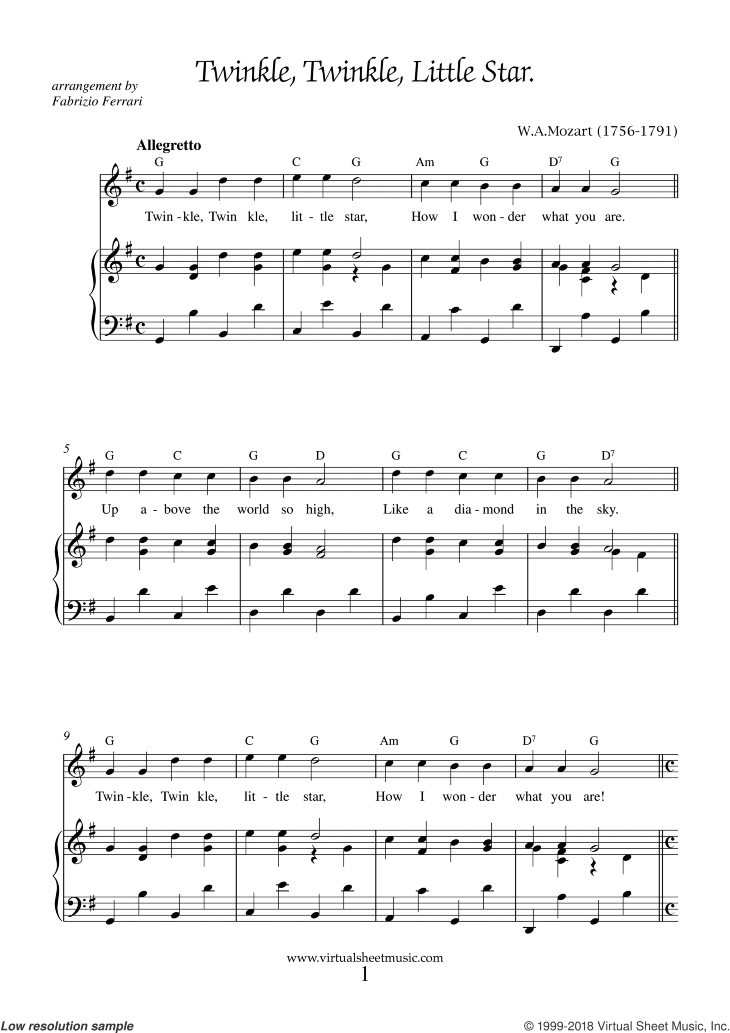 Twinkle, Twinkle, Little Star.
arrangement by
Fabrizio Ferrari
W.A.Mozart (1756-1791)
Allegretto
G C G Am G D7 G
Twin - kle, Twin kle, lit - tle star, How I won - der what you are.
5
G C G D G C G D7
Up a - bove the world so high, Like a dia - mond in the sky.
9
G C G Am G D7 G
Twin - kle, Twin kle, lit - tle star, How I won - der what you are!
www.virtualsheetmusic.com
1
Low resolution sample © 1999-2018 Virtual Sheet Music, Inc.